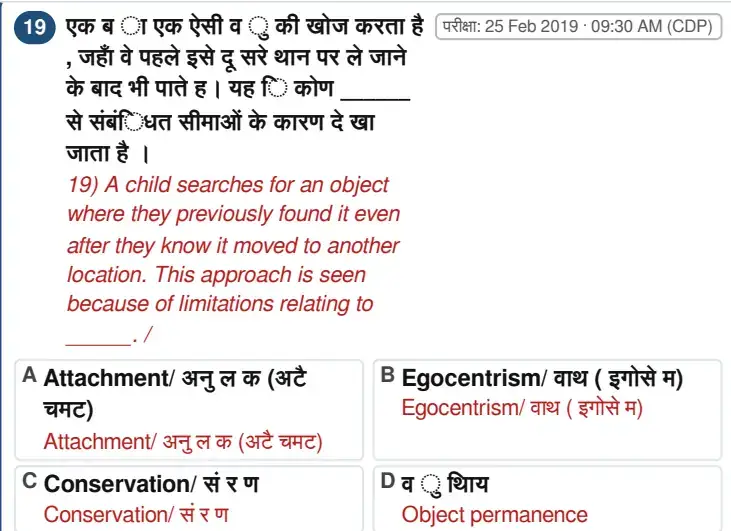 19 एक ब ा एक ऐसी व ु की खोज करता है
परीक्षा: 25 Feb 2019 · 09:30 AM (CDP)
, जहाँ वे पहले इसे दू सरे थान पर ले जाने
के बाद भी पाते ह। यह ि कोण ______
से संबंिधत सीमाओं के कारण दे खा
जाता है ।
19) A child searches for an object
where they previously found it even
after they know it moved to another
location. This approach is seen
because of limitations relating to
______. /
A Attachment/ अनु ल क (अटै
चमट)
Attachment/ अनु ल क (अटै चमट)
B Egocentrism/ वाथ ( इगोसे म)
Egocentrism/ वाथ ( इगोसे म)
C Conservation/ सं र ण
Conservation/ सं र ण
D व ु थािय
Object permanence